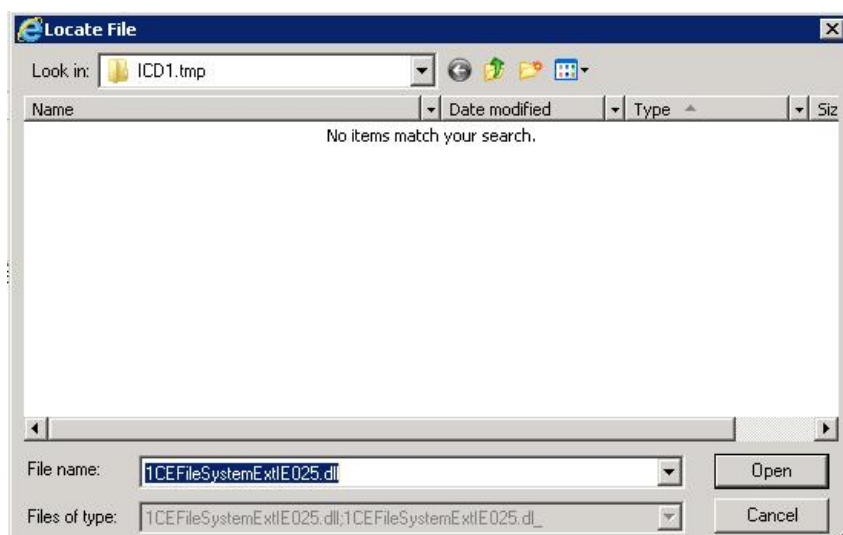 Locate File
Look in: ICD1.tmp
Name Date modified Type Siz
No items match your search.
File name: 1CEFileSystemExtIE025.dll Open
Files of type: 1CEFileSystemExtIE025.dll;1CEFileSystemExtIE025.dl_ Cancel